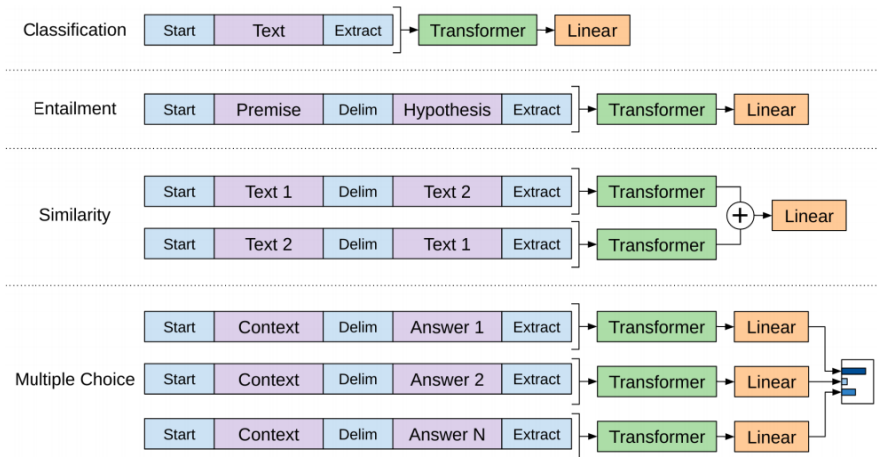 Classification Start Text Extract Transformer Linear
Entailment Start Premise Delim Hypothesis Extract Transformer Linear
Start Text 1 Delim Text 2 Extract Transformer
Similarity + Linear
Start Text 2 Delim Text 1 Extract Transformer
Start Context Delim Answer 1 Extract Transformer Linear
Multiple Choice Start Context Delim Answer 2 Extract Transformer Linear
Start Context Delim Answer N Extract Transformer Linear